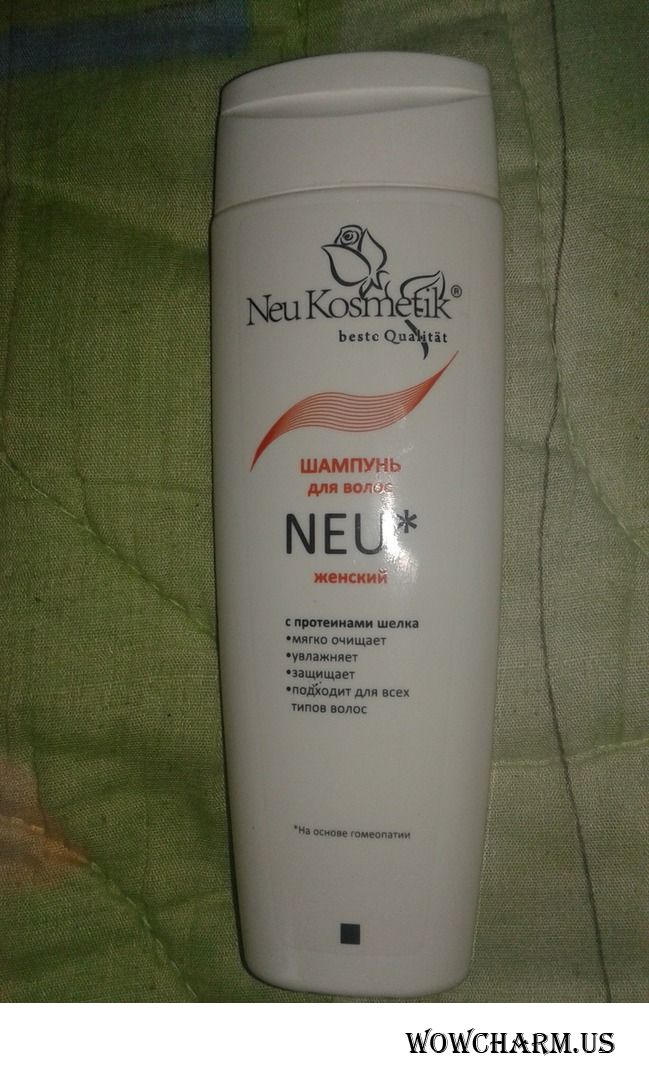 Neu Kosmetik®
beste Qualität
ШАМПУНЬ
для волос
NEU*
женский
с протеинами шелка
•мягко очищает
•увлажняет
•защищает
•подходит для всех
типов волос
*На основе гомеопатии
WOWCHARM.US